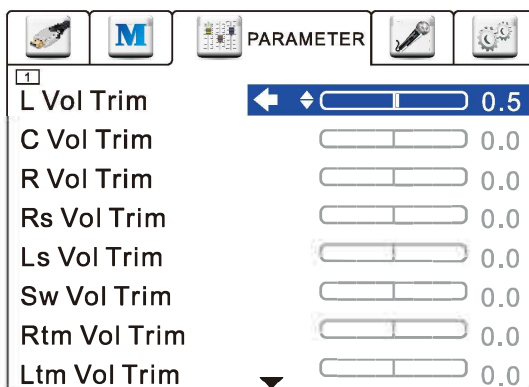 M PARAMETER
1
L Vol Trim 0.5
C Vol Trim 0.0
R Vol Trim 0.0
Rs Vol Trim 0.0
Ls Vol Trim 0.0
Sw Vol Trim 0.0
Rtm Vol Trim 0.0
Ltm Vol Trim 0.0